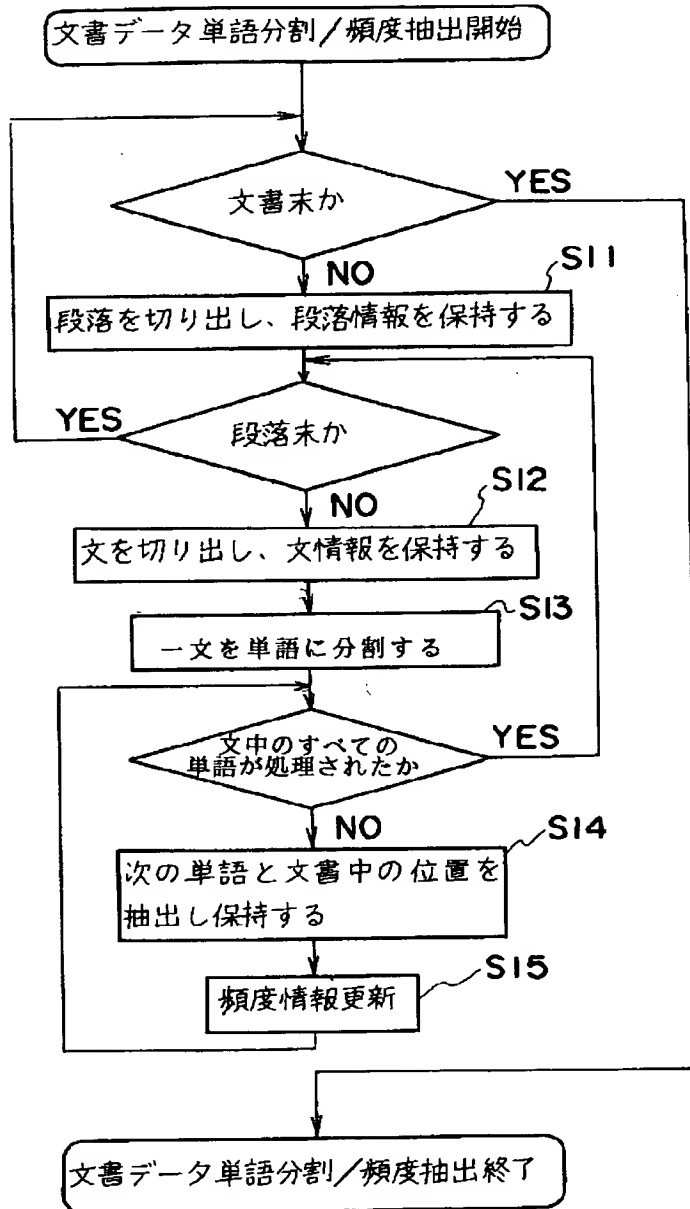 文書データ単語分割/頻度抽出開始
文書末か
YES
NO
S11
段落を切り出し、段落情報を保持する
YES
段落末か
NO
S12
文を切り出し、文情報を保持する
S13
一文を単語に分割する
文中のすべての
単語が処理されたか
YES
NO
S14
次の単語と文書中の位置を
抽出し保持する
S15
頻度情報更新
文書データ単語分割/頻度抽出終了